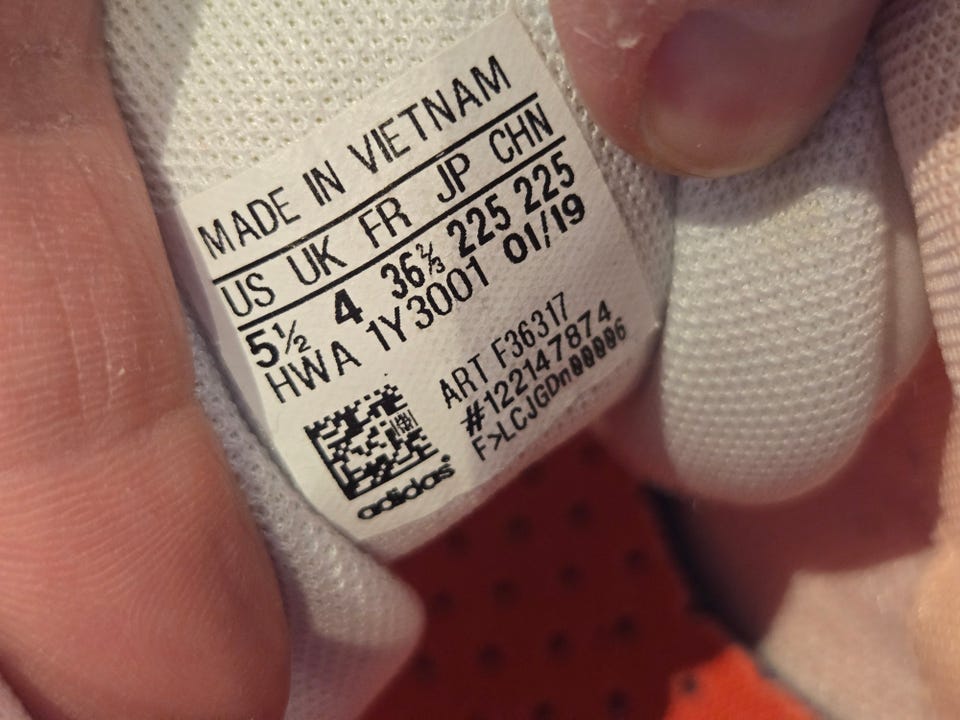 MADE IN VIETNAM
US UK FR JP CHN
5½ 4 36⅔ 225 225
HWA 1Y3001 01/19
ART F36317
#122147874
F>LCJGDn00006
adidas